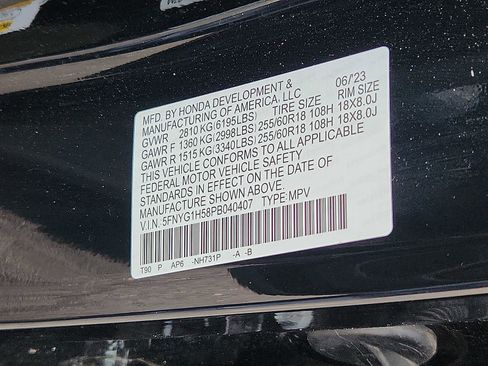 MFD. BY HONDA DEVELOPMENT &
MANUFACTURING OF AMERICA, LLC 06/23
GVWR 2810 KG (6195LBS) TIRE SIZE RIM SIZE
GAWR F 1360 KG (2998LBS) 255/60R18 108H 18X8.0J
GAWR R 1515 KG (3340LBS) 255/60R18 108H 18X8.0J
THIS VEHICLE CONFORMS TO ALL APPLICABLE
FEDERAL MOTOR VEHICLE SAFETY
STANDARDS IN EFFECT ON THE DATE OF
MANUFACTURE SHOWN ABOVE.
V.I.N. 5FNYG1H58PB040407 TYPE:MPV
T90 P AP6 -NH731P -A -B